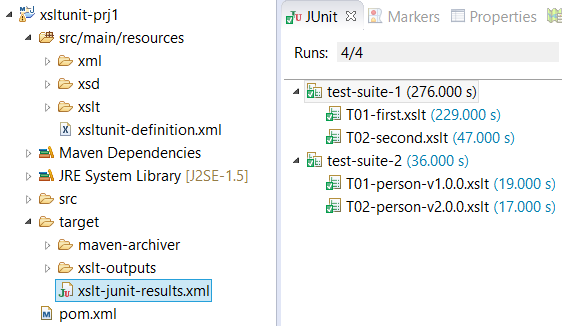 xsltunit-prj1
src/main/resources
xml
xsd
xslt
xsltunit-definition.xml
Maven Dependencies
JRE System Library [J2SE-1.5]
src
target
maven-archiver
xslt-outputs
xslt-junit-results.xml
pom.xml
JUnit Markers Properties
Runs: 4/4
test-suite-1 (276.000 s)
T01-first.xslt (229.000 s)
T02-second.xslt (47.000 s)
test-suite-2 (36.000 s)
T01-person-v1.0.0.xslt (19.000 s)
T02-person-v2.0.0.xslt (17.000 s)